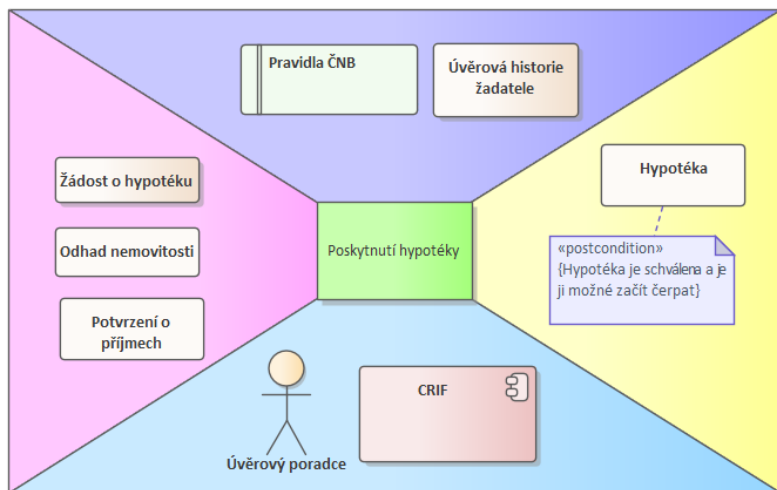 Pravidla ČNB
Úvěrová historie
žadatele
Žádost o hypotéku
Odhad nemovitosti
Potvrzení o
příjmech
Poskytnutí hypotéky
Hypotéka
«postcondition»
{Hypotéka je schválena a je
ji možné začít čerpat}
CRIF
Úvěrový poradce